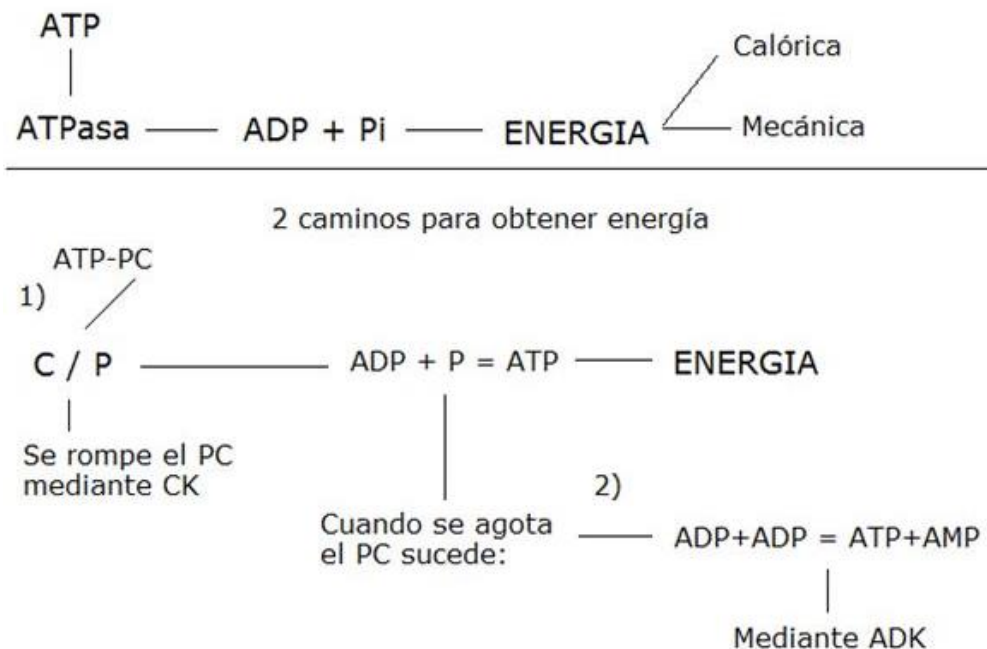 ATP
Calórica
ATPasa ADP + Pi ENERGIA Mecánica
2 caminos para obtener energía
ATP-PC
1)
C / P ADP + P = ATP ENERGIA
Se rompe el PC
mediante CK
2)
Cuando se agota
el PC sucede:
ADP+ADP = ATP+AMP
Mediante ADK